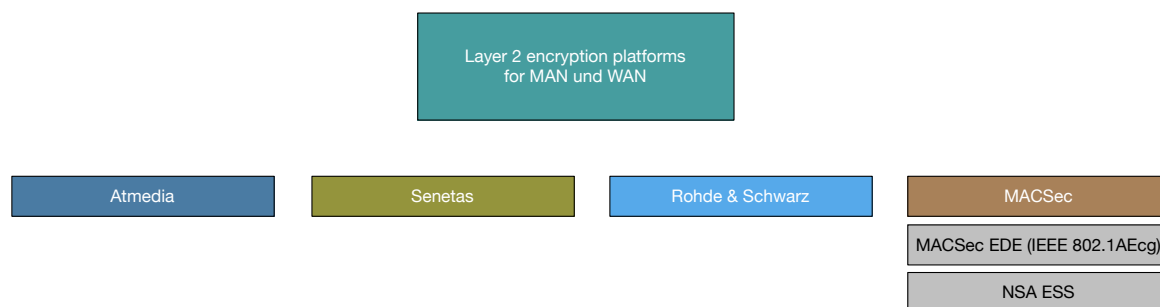 Layer 2 encryption platforms
for MAN und WAN
Atmedia
Senetas
Rohde & Schwarz
MACSec
MACSec EDE (IEEE 802.1AEcg)
NSA ESS